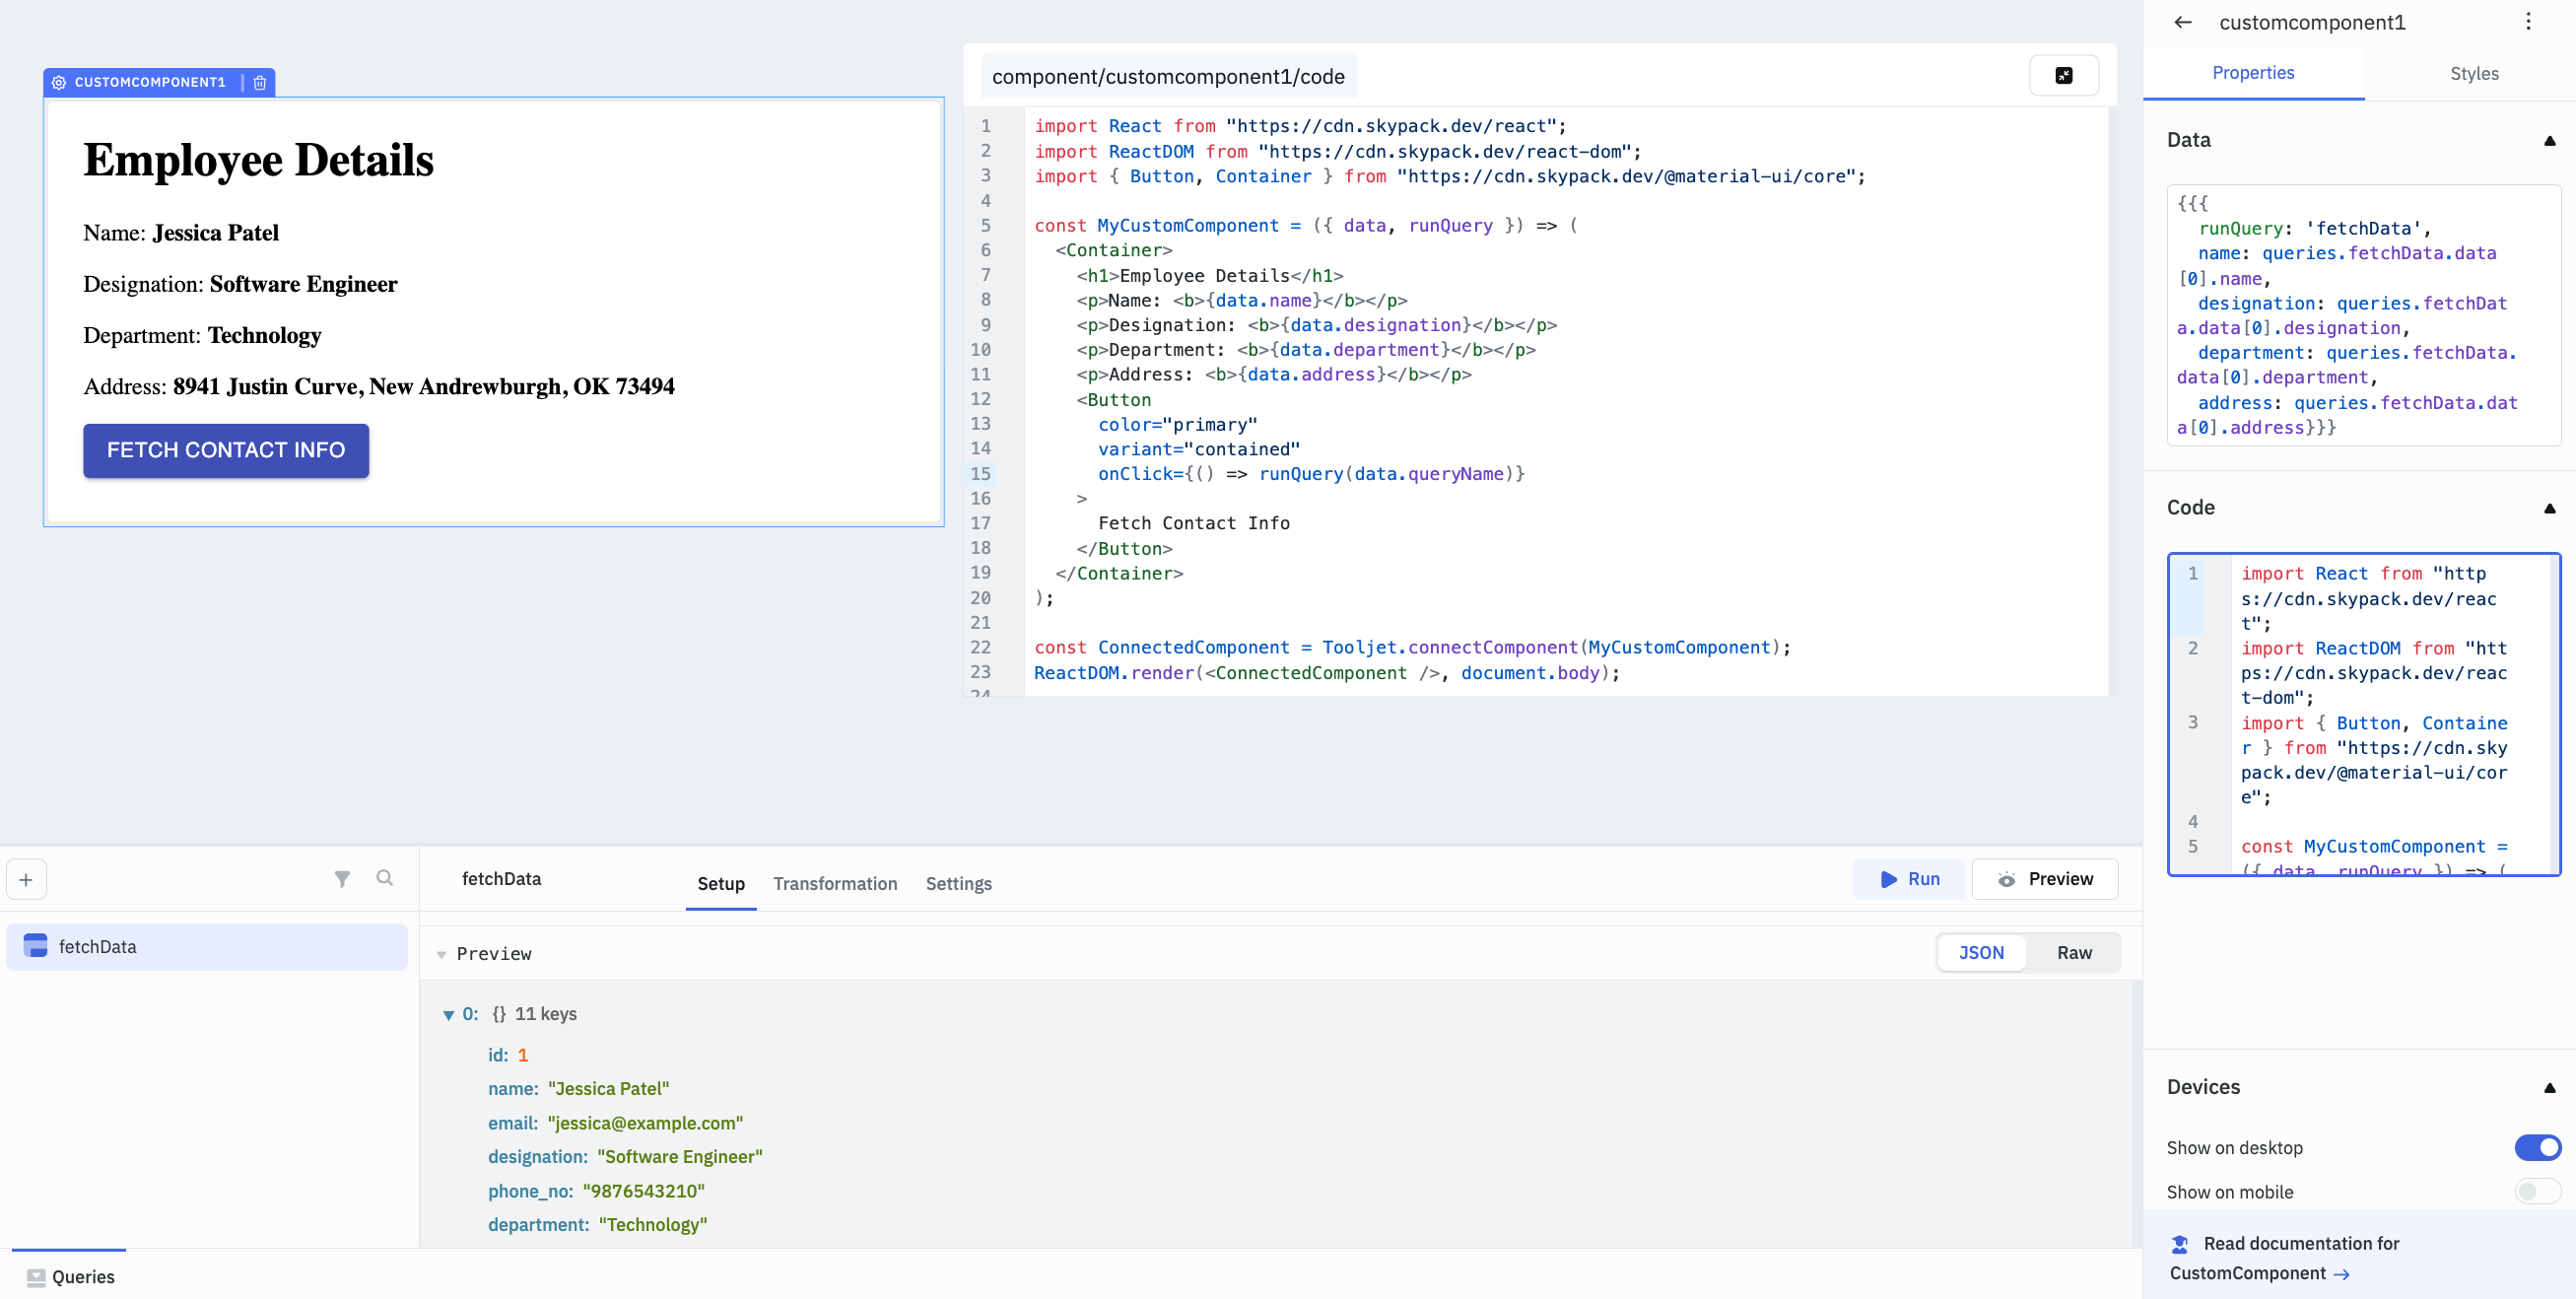 CUSTOMCOMPONENT1
Employee Details
Name: Jessica Patel
Designation: Software Engineer
Department: Technology
Address: 8941 Justin Curve, New Andrewburgh, OK 73494
FETCH CONTACT INFO
component/customcomponent1/code
1 import React from "https://cdn.skypack.dev/react";
2 import ReactDOM from "https://cdn.skypack.dev/react-dom";
3 import { Button, Container } from "https://cdn.skypack.dev/@material-ui/core";
4
5 const MyCustomComponent = ({ data, runQuery }) => (
6 <Container>
7 <h1>Employee Details</h1>
8 <p>Name: <b>{data.name}</b></p>
9 <p>Designation: <b>{data.designation}</b></p>
10 <p>Department: <b>{data.department}</b></p>
11 <p>Address: <b>{data.address}</b></p>
12 <Button
13 color="primary"
14 variant="contained"
15 onClick={() => runQuery(data.queryName)}
16 >
17 Fetch Contact Info
18 </Button>
19 </Container>
20 );
21
22 const ConnectedComponent = Tooljet.connectComponent(MyCustomComponent);
23 ReactDOM.render(<ConnectedComponent />, document.body);
24
customcomponent1
Properties Styles
Data
{{{
runQuery: 'fetchData',
name: queries.fetchData.data
[0].name,
designation: queries.fetchDat
a.data[0].designation,
department: queries.fetchData.
data[0].department,
address: queries.fetchData.dat
a[0].address}}}
Code
1 import React from "http
s://cdn.skypack.dev/reac
t";
2 import ReactDOM from "htt
ps://cdn.skypack.dev/reac
t-dom";
3 import { Button, Containe
r } from "https://cdn.sky
pack.dev/@material-ui/cor
e";
4
5 const MyCustomComponent =
({ data, runQuery }) => (
Devices
Show on desktop
Show on mobile
Read documentation for
CustomComponent →
fetchData
fetchData Setup Transformation Settings Run Preview
Preview JSON Raw
0: {} 11 keys
id: 1
name: "Jessica Patel"
email: "jessica@example.com"
designation: "Software Engineer"
phone_no: "9876543210"
department: "Technology"
Queries